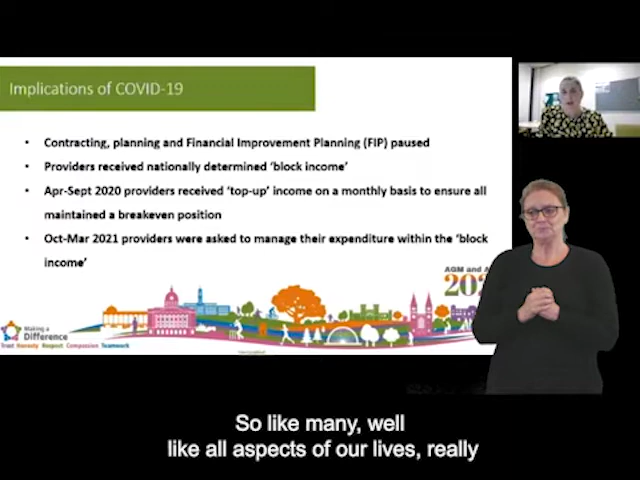 Implications of COVID-19
• Contracting, planning and Financial Improvement Planning (FIP) paused
• Providers received nationally determined 'block income'
• Apr-Sept 2020 providers received 'top-up' income on a monthly basis to ensure all
maintained a breakeven position
• Oct-Mar 2021 providers were asked to manage their expenditure within the 'block
income'
AGM and A
202
Making a
Difference
Trust Honesty Respect Compassion Teamwork
So like many, well
like all aspects of our lives, really